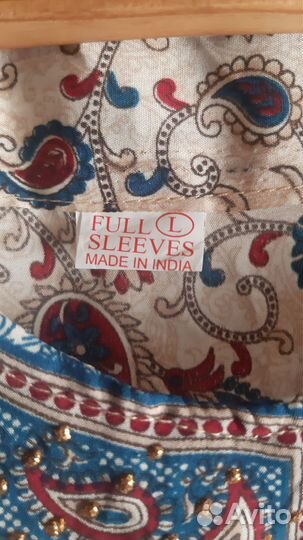 FULL L
SLEEVES
MADE IN INDIA
Avito